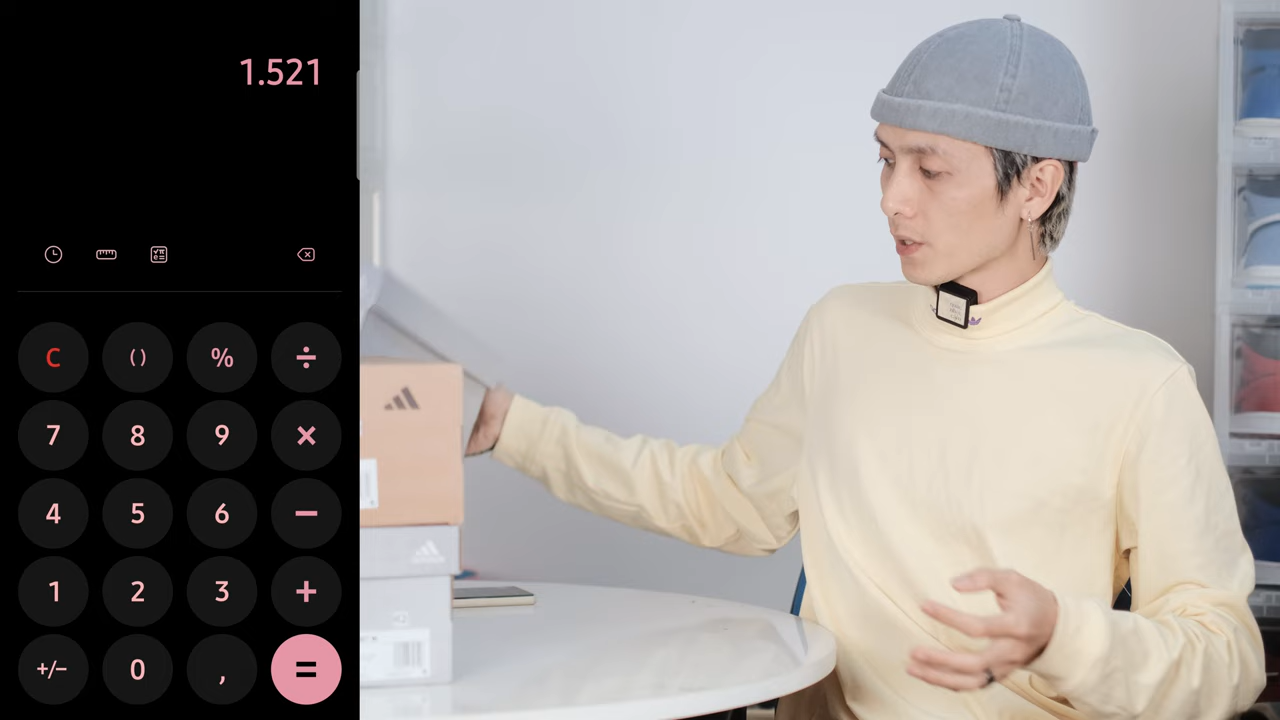 1.521
C () % ÷
7 8 9 ×
4 5 6 −
1 2 3 +
+/− 0 , =